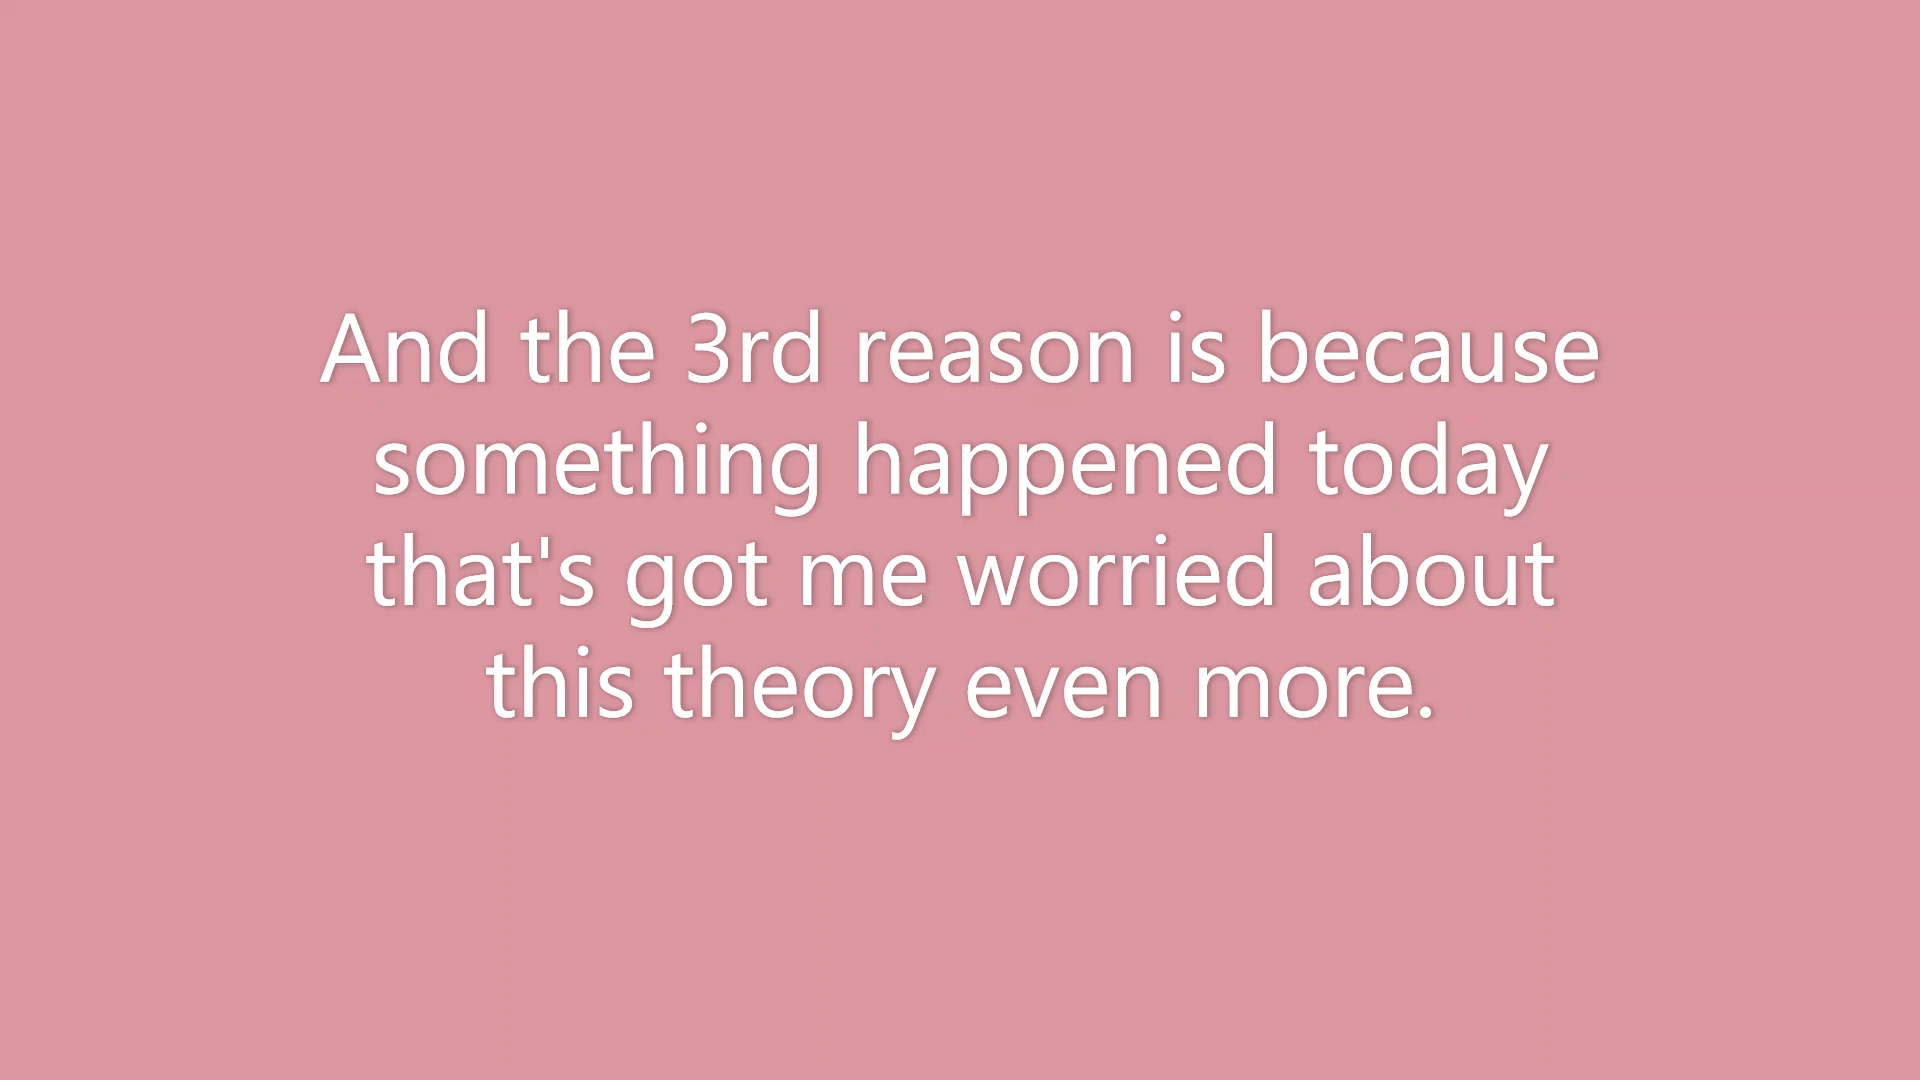 And the 3rd reason is because
something happened today
that's got me worried about
this theory even more.